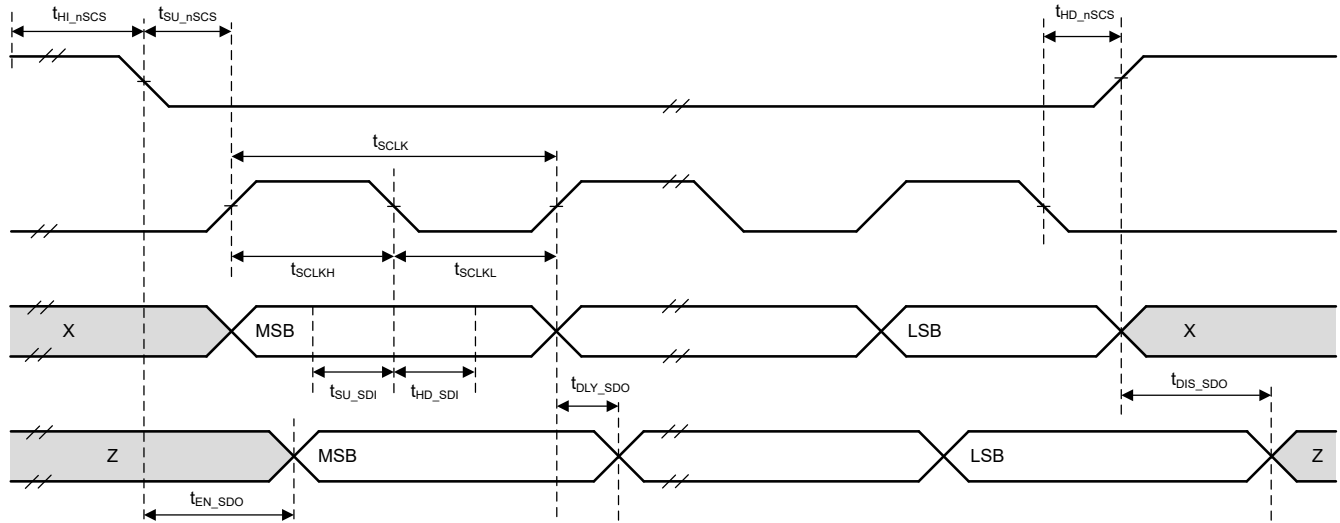 tHI_nSCS
tSU_nSCS
tHD_nSCS
tSCLK
tSCLKH
tSCLKL
X
MSB
LSB
X
tSU_SDI
tHD_SDI
tDLY_SDO
tDIS_SDO
Z
MSB
LSB
Z
tEN_SDO